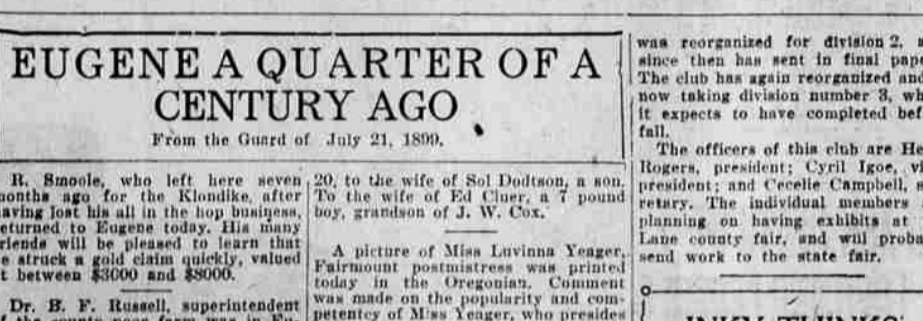 EUGENE A QUARTER OF A
CENTURY AGO
From the Guard of July 21, 1899.
R. Smoole, who left here seven
months ago for the Klondike, after
having lost his all in the hop business,
returned to Eugene today. His many
friends will be pleased to learn that
he struck a gold claim quickly, valued
at between $3000 and $8000.
Dr. B. F. Russell, superintendent
of the county poor farm was in Eu-
20, to the wife of Sol Dodtson, a son.
To the wife of Ed Cluer, a 7 pound
boy, grandson of J. W. Cox.
A picture of Miss Luvinna Yeager,
Fairmount postmistress was printed
today in the Oregonian. Comment
was made on the popularity and com-
petentcy of Miss Yeager, who presides
was reorganized for division 2,
since then has sent in final pape
The club has again reorganized and
now taking division number 3, wh
it expects to have completed bef
fall.
The officers of this club are He
Rogers, president; Cyril Igoe, v
president; and Cecelie Campbell,
retary. The individual members
planning on having exhibits at
Lane county fair, and will proba
send work to the state fair.